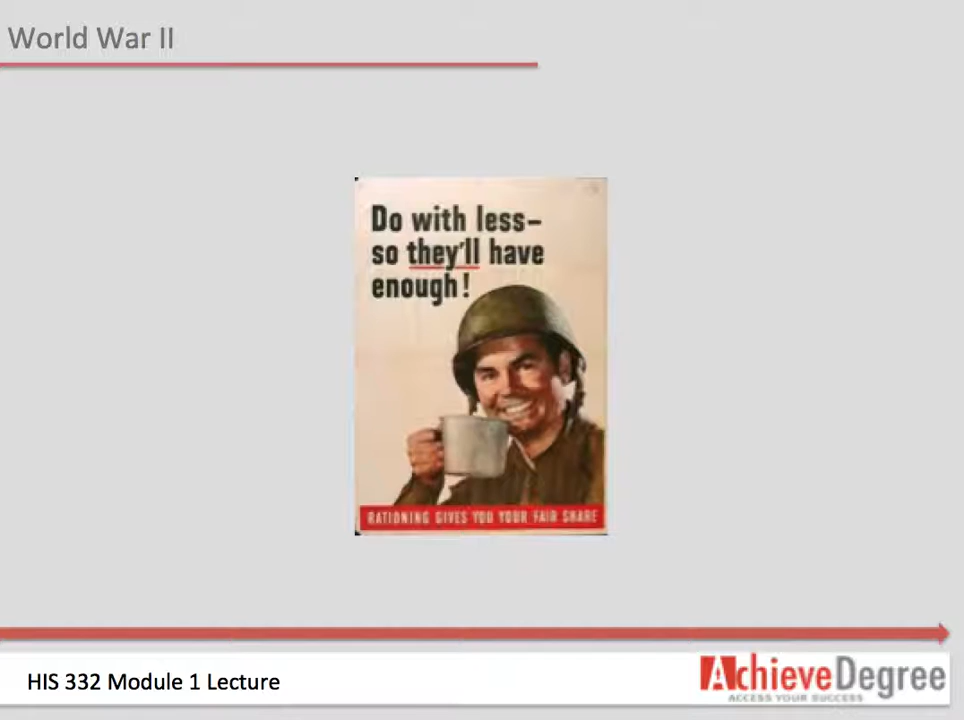 World War II
Do with less–
so they'll have
enough!
RATIONING GIVES YOU YOUR FAIR SHARE
HIS 332 Module 1 Lecture
AchieveDegree
ACCESS YOUR SUCCESS